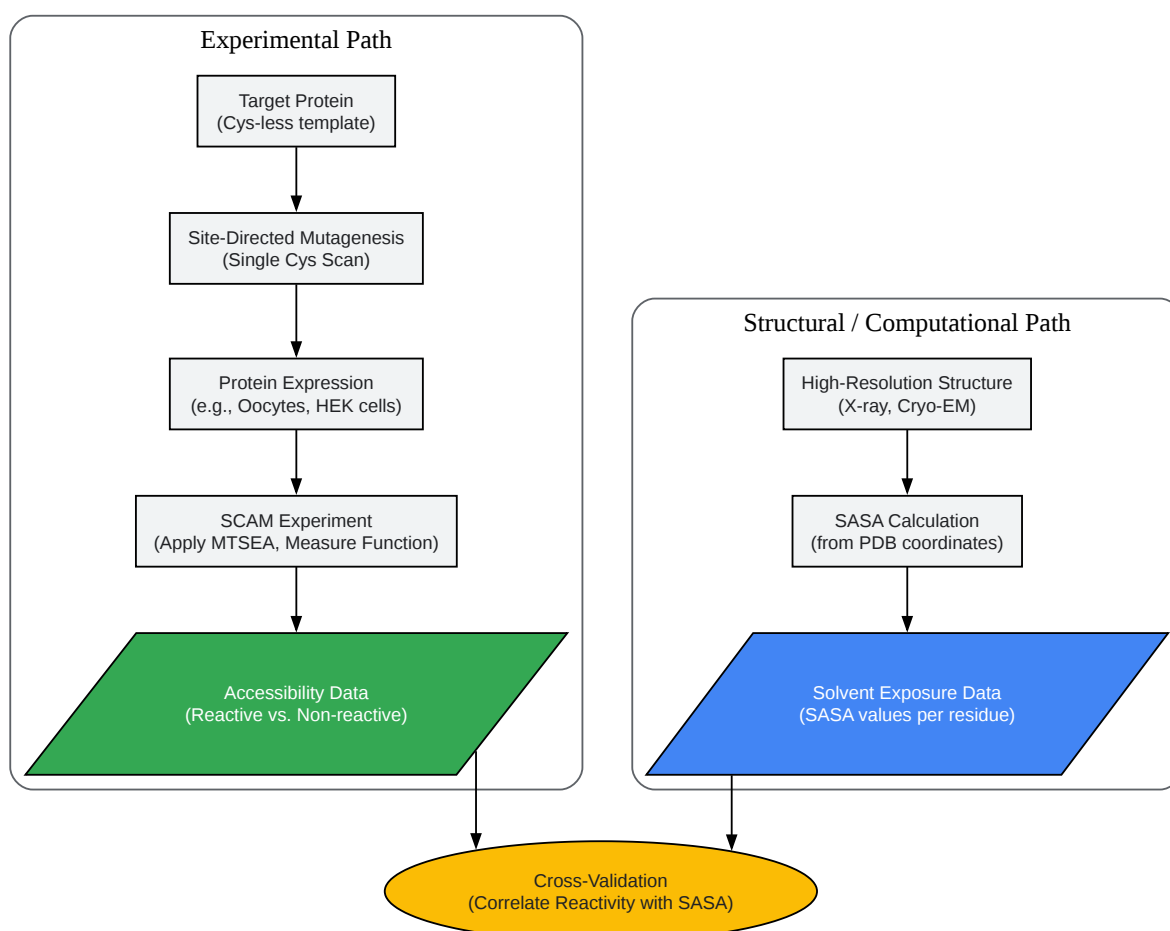 Experimental Path
Target Protein
(Cys-less template)
Site-Directed Mutagenesis
(Single Cys Scan)
Protein Expression
(e.g., Oocytes, HEK cells)
SCAM Experiment
(Apply MTSEA, Measure Function)
Accessibility Data
(Reactive vs. Non-reactive)
Structural / Computational Path
High-Resolution Structure
(X-ray, Cryo-EM)
SASA Calculation
(from PDB coordinates)
Solvent Exposure Data
(SASA values per residue)
Cross-Validation
(Correlate Reactivity with SASA)